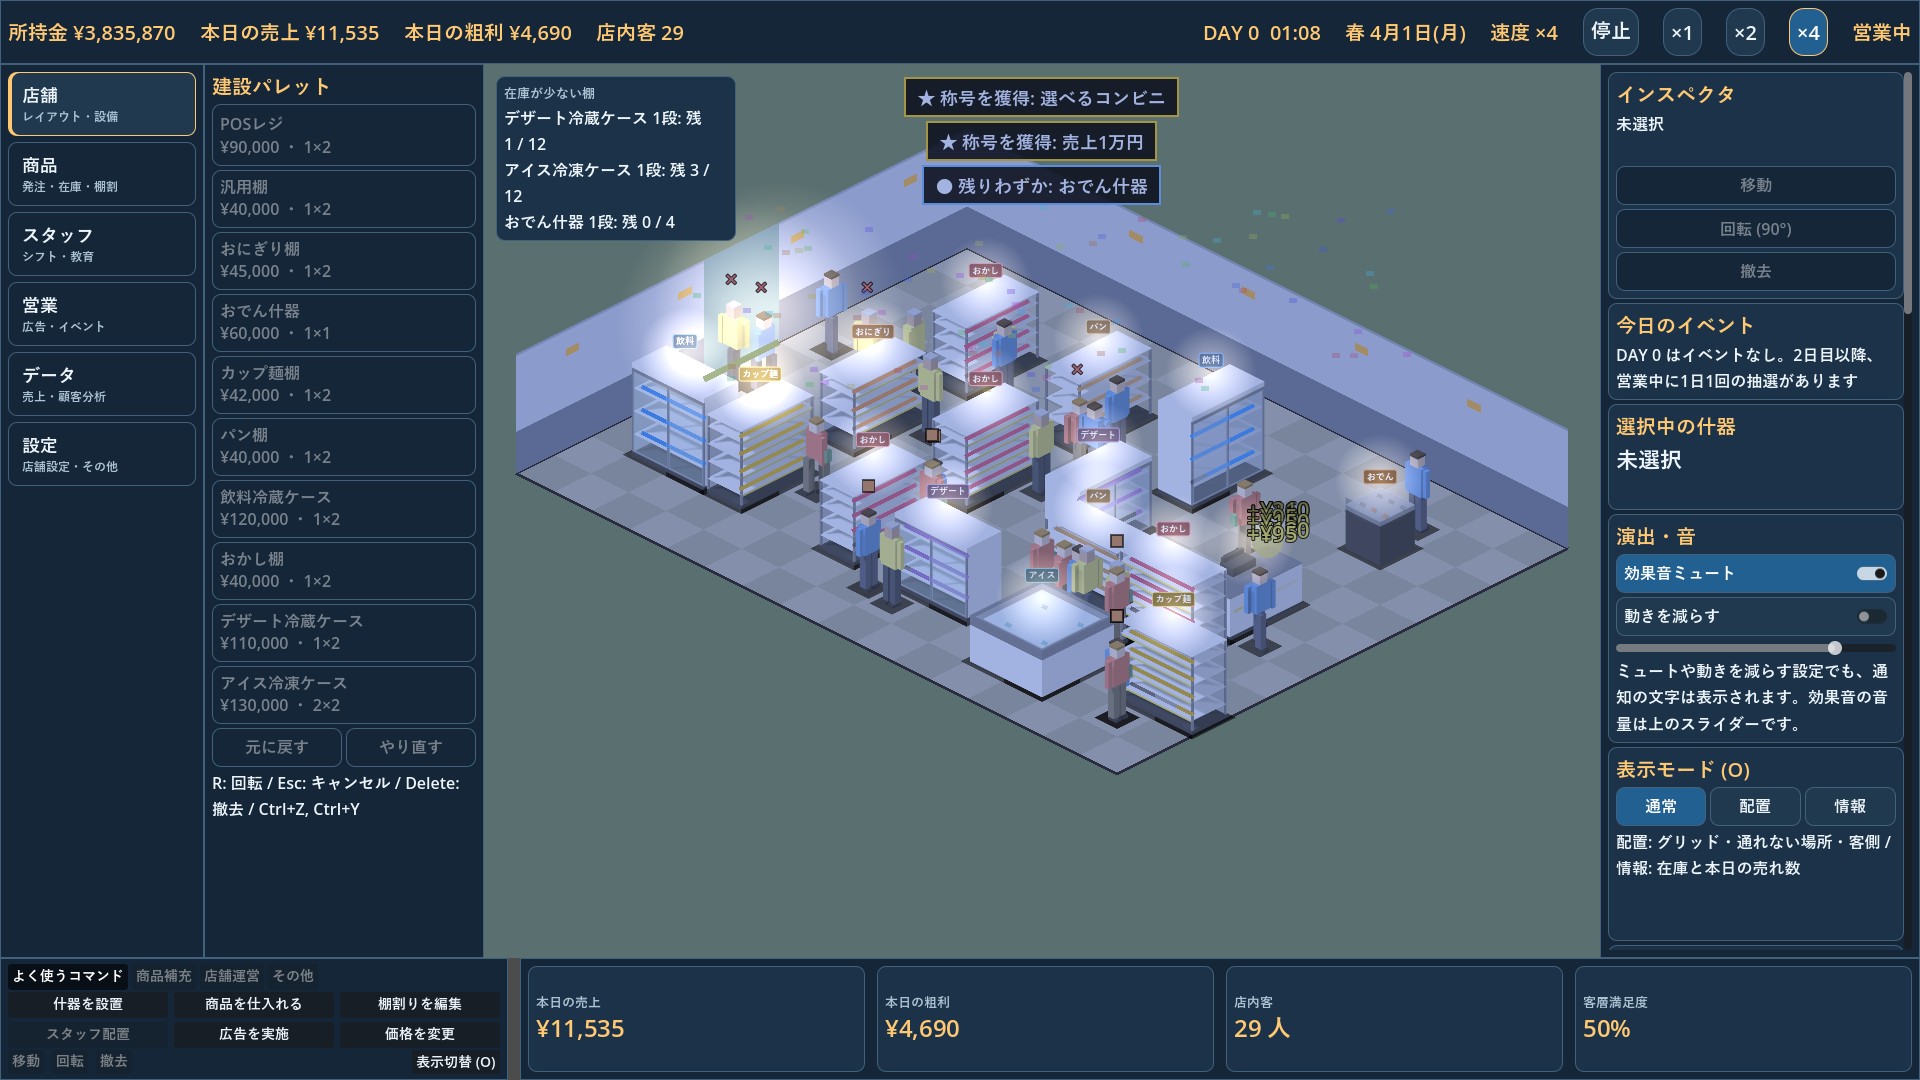 所持金 ¥3,835,870 本日の売上 ¥11,535 本日の粗利 ¥4,690 店内客 29
DAY 0 01:08 春 4月1日(月) 速度 ×4 停止 ×1 ×2 ×4 営業中
店舗
レイアウト・設備
商品
発注・在庫・棚割
スタッフ
シフト・教育
営業
広告・イベント
データ
売上・顧客分析
設定
店舗設定・その他
建設パレット
POSレジ
¥90,000 ・ 1×2
汎用棚
¥40,000 ・ 1×2
おにぎり棚
¥45,000 ・ 1×2
おでん什器
¥60,000 ・ 1×1
カップ麺棚
¥42,000 ・ 1×2
パン棚
¥40,000 ・ 1×2
飲料冷蔵ケース
¥120,000 ・ 1×2
おかし棚
¥40,000 ・ 1×2
デザート冷蔵ケース
¥110,000 ・ 1×2
アイス冷凍ケース
¥130,000 ・ 2×2
元に戻す やり直す
R: 回転 / Esc: キャンセル / Delete:
撤去 / Ctrl+Z, Ctrl+Y
在庫が少ない棚
デザート冷蔵ケース 1段: 残
1 / 12
アイス冷凍ケース 1段: 残 3 /
12
おでん什器 1段: 残 0 / 4
★ 称号を獲得: 選べるコンビニ
★ 称号を獲得: 売上1万円
● 残りわずか: おでん什器
おかし
飲料
おにぎり
パン
飲料
カップ麺
おかし
おかし
デザート
デザート
パン
おでん
おかし
アイス
カップ麺
+¥950
インスペクタ
未選択
移動
回転 (90°)
撤去
今日のイベント
DAY 0 はイベントなし。2日目以降、
営業中に1日1回の抽選があります
選択中の什器
未選択
演出・音
効果音ミュート
動きを減らす
ミュートや動きを減らす設定でも、通
知の文字は表示されます。効果音の音
量は上のスライダーです。
表示モード (O)
通常 配置 情報
配置: グリッド・通れない場所・客側 /
情報: 在庫と本日の売れ数
よく使うコマンド 商品補充 店舗運営 その他
什器を設置 商品を仕入れる 棚割りを編集
スタッフ配置 広告を実施 価格を変更
移動 回転 撤去 表示切替 (O)
本日の売上
¥11,535
本日の粗利
¥4,690
店内客
29 人
客層満足度
50%